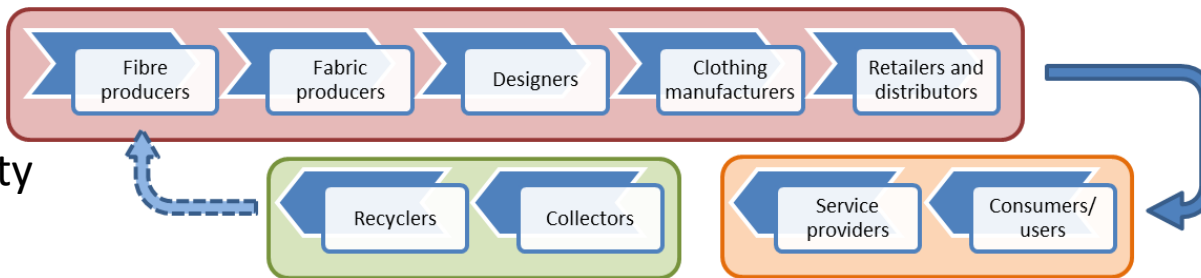 Fibre
producers
Fabric
producers
Designers
Clothing
manufacturers
Retailers and
distributors
ty
Recyclers
Collectors
Service
providers
Consumers/
users